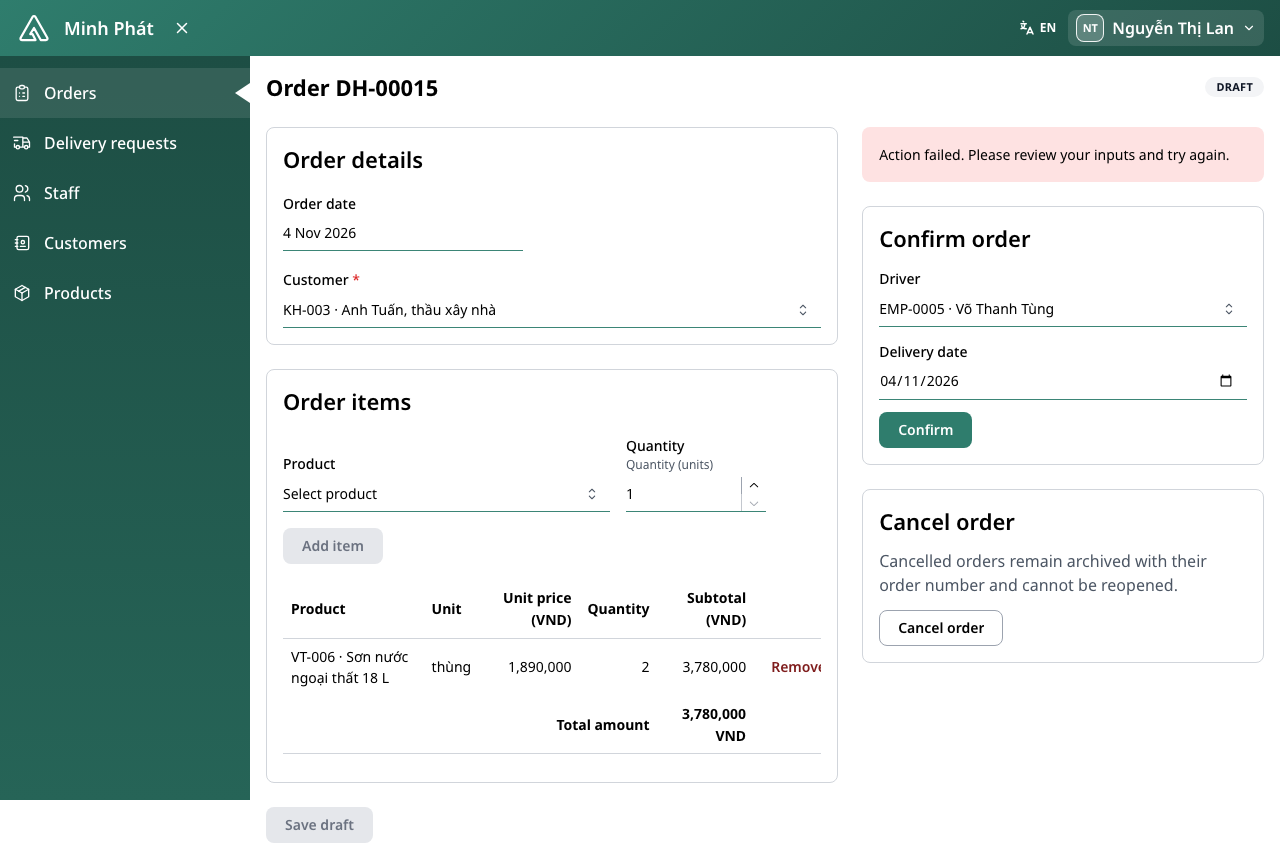 Minh Phát
EN
NT
Nguyễn Thị Lan
Orders
Delivery requests
Staff
Customers
Products
Order DH-00015
DRAFT
Order details
Order date
4 Nov 2026
Customer *
KH-003 · Anh Tuấn, thầu xây nhà
Order items
Product
Select product
Quantity
Quantity (units)
1
Add item
Product Unit Unit price (VND) Quantity Subtotal (VND)
VT-006 · Sơn nước ngoại thất 18 L thùng 1,890,000 2 3,780,000 Remove
Total amount 3,780,000 VND
Save draft
Action failed. Please review your inputs and try again.
Confirm order
Driver
EMP-0005 · Võ Thanh Tùng
Delivery date
04/11/2026
Confirm
Cancel order
Cancelled orders remain archived with their
order number and cannot be reopened.
Cancel order